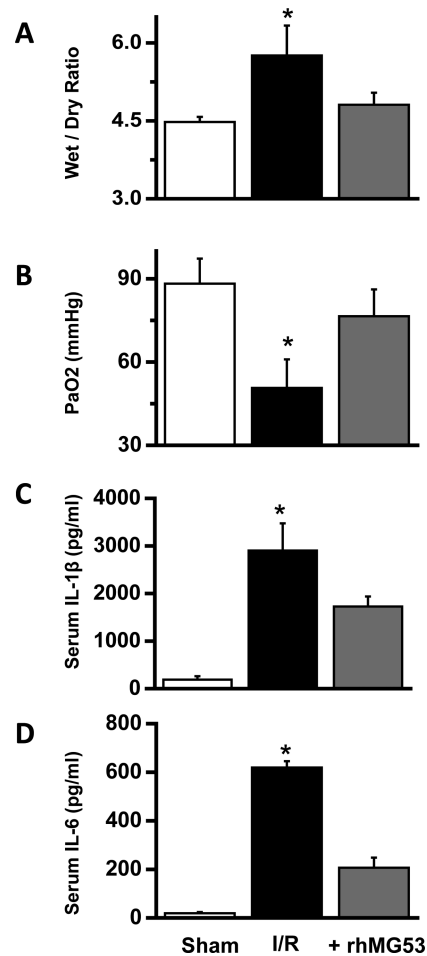 A
Wet / Dry Ratio
6.0
4.5
3.0
*
B
PaO2 (mmHg)
90
60
30
*
C
Serum IL-1β (pg/ml)
4000
3000
2000
1000
0
*
D
Serum IL-6 (pg/ml)
800
600
400
200
0
*
Sham I/R + rhMG53